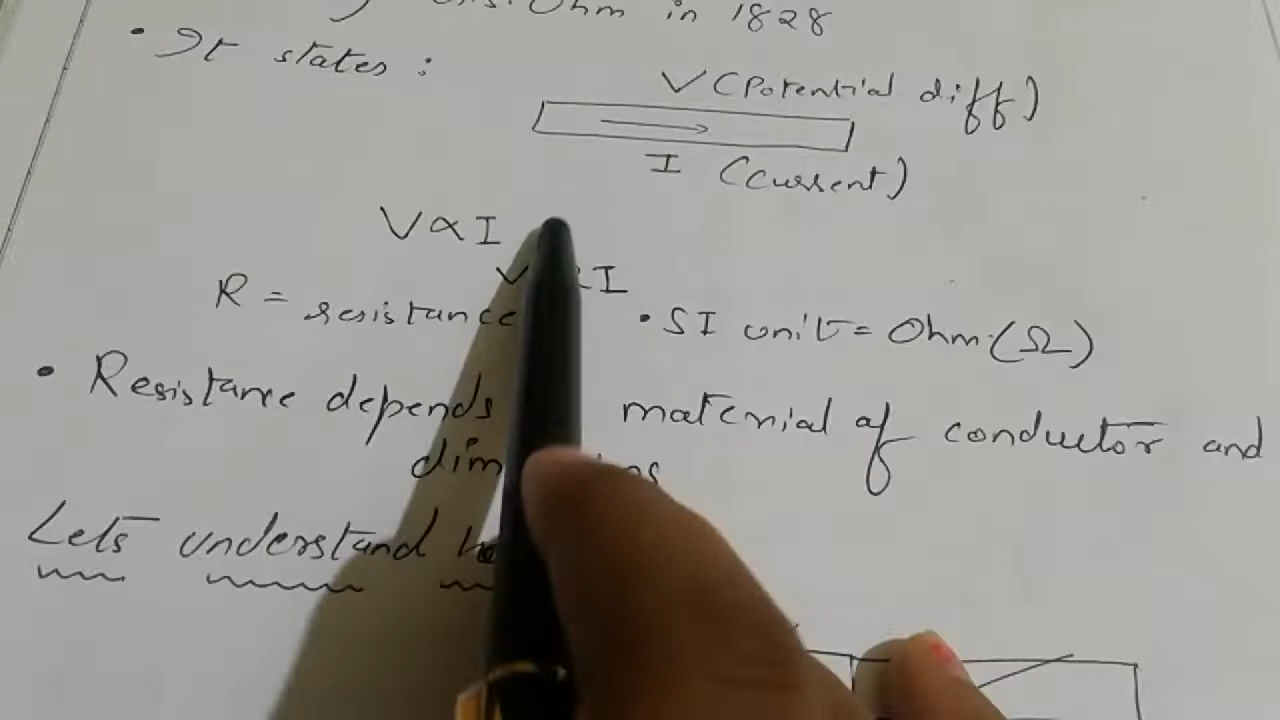 Ohm in 1828
• It states :
V (Potential diff)
I (current)
V ∝ I
I
R = resistance
• SI unit = Ohm (Ω)
• Resistance depends material of conductor and
Lets understand